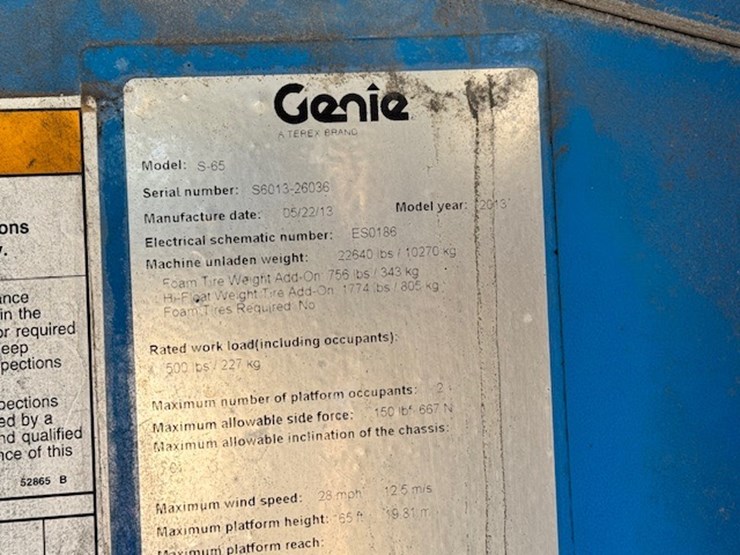 Genie
A TEREX BRAND
Model: S-65
Serial number: S6013-26036
Manufacture date: 05/22/13 Model year: 2013
Electrical schematic number: ES0186
Machine unladen weight: 22640 lbs / 10270 kg
Foam Tire Weight Add-On: 756 lbs / 343 kg
Hi-Float Weight Tire Add-On: 1774 lbs / 805 kg
Foam Tires Required: No
Rated work load(including occupants):
500 lbs / 227 kg
Maximum number of platform occupants: 2
Maximum allowable side force: 150 lbf 667 N
Maximum allowable inclination of the chassis:
Maximum wind speed: 28 mph 12.5 m/s
Maximum platform height: 65 ft 19.81 m
Maximum platform reach:
ons
y.
ance
in the
or required
eep
pections
pections
ed by a
nd qualified
nce of this
52865 B